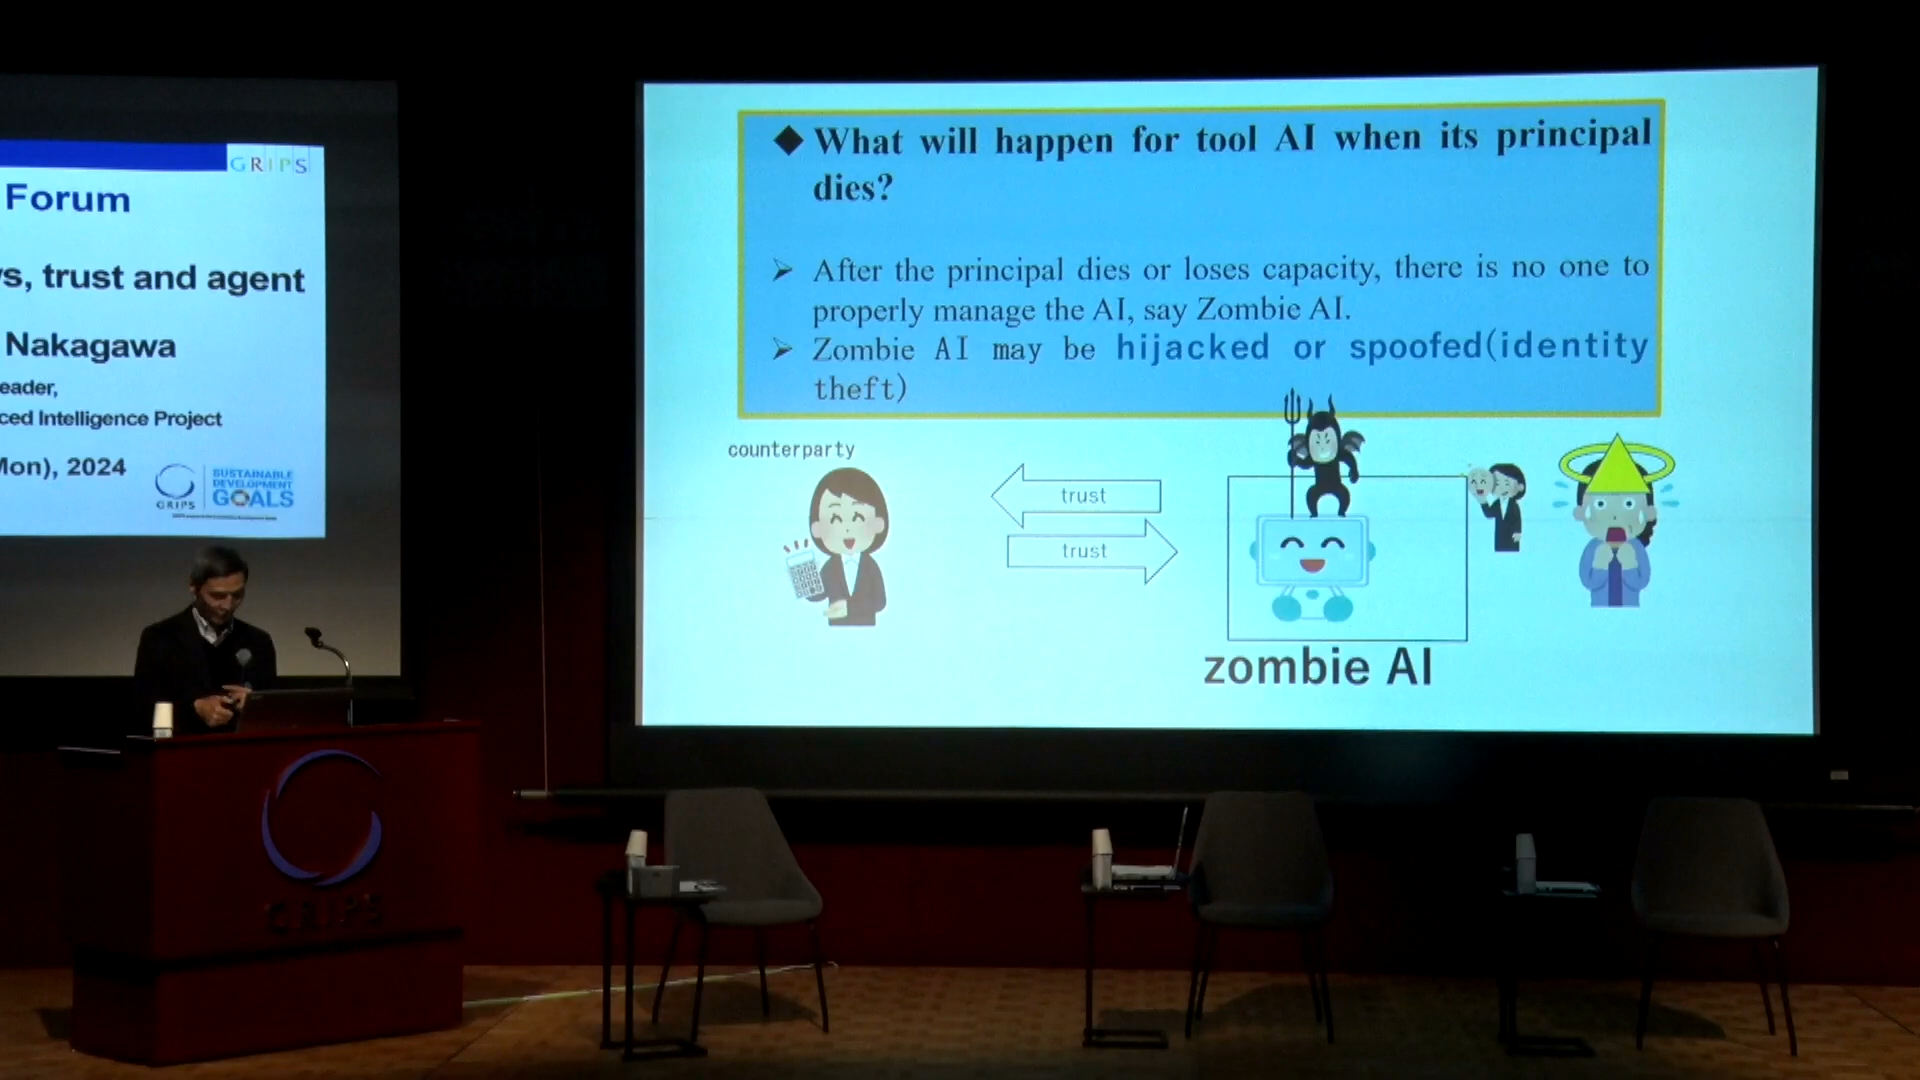 GRIPS
Forum
s, trust and agent
Nakagawa
eader,
ced Intelligence Project
Mon), 2024
GRIPS
SUSTAINABLE
DEVELOPMENT
GOALS
◆ What will happen for tool AI when its principal
dies?
➢ After the principal dies or loses capacity, there is no one to
properly manage the AI, say Zombie AI.
➢ Zombie AI may be hijacked or spoofed(identity
theft)
counterparty
trust
trust
zombie AI
GRIPS